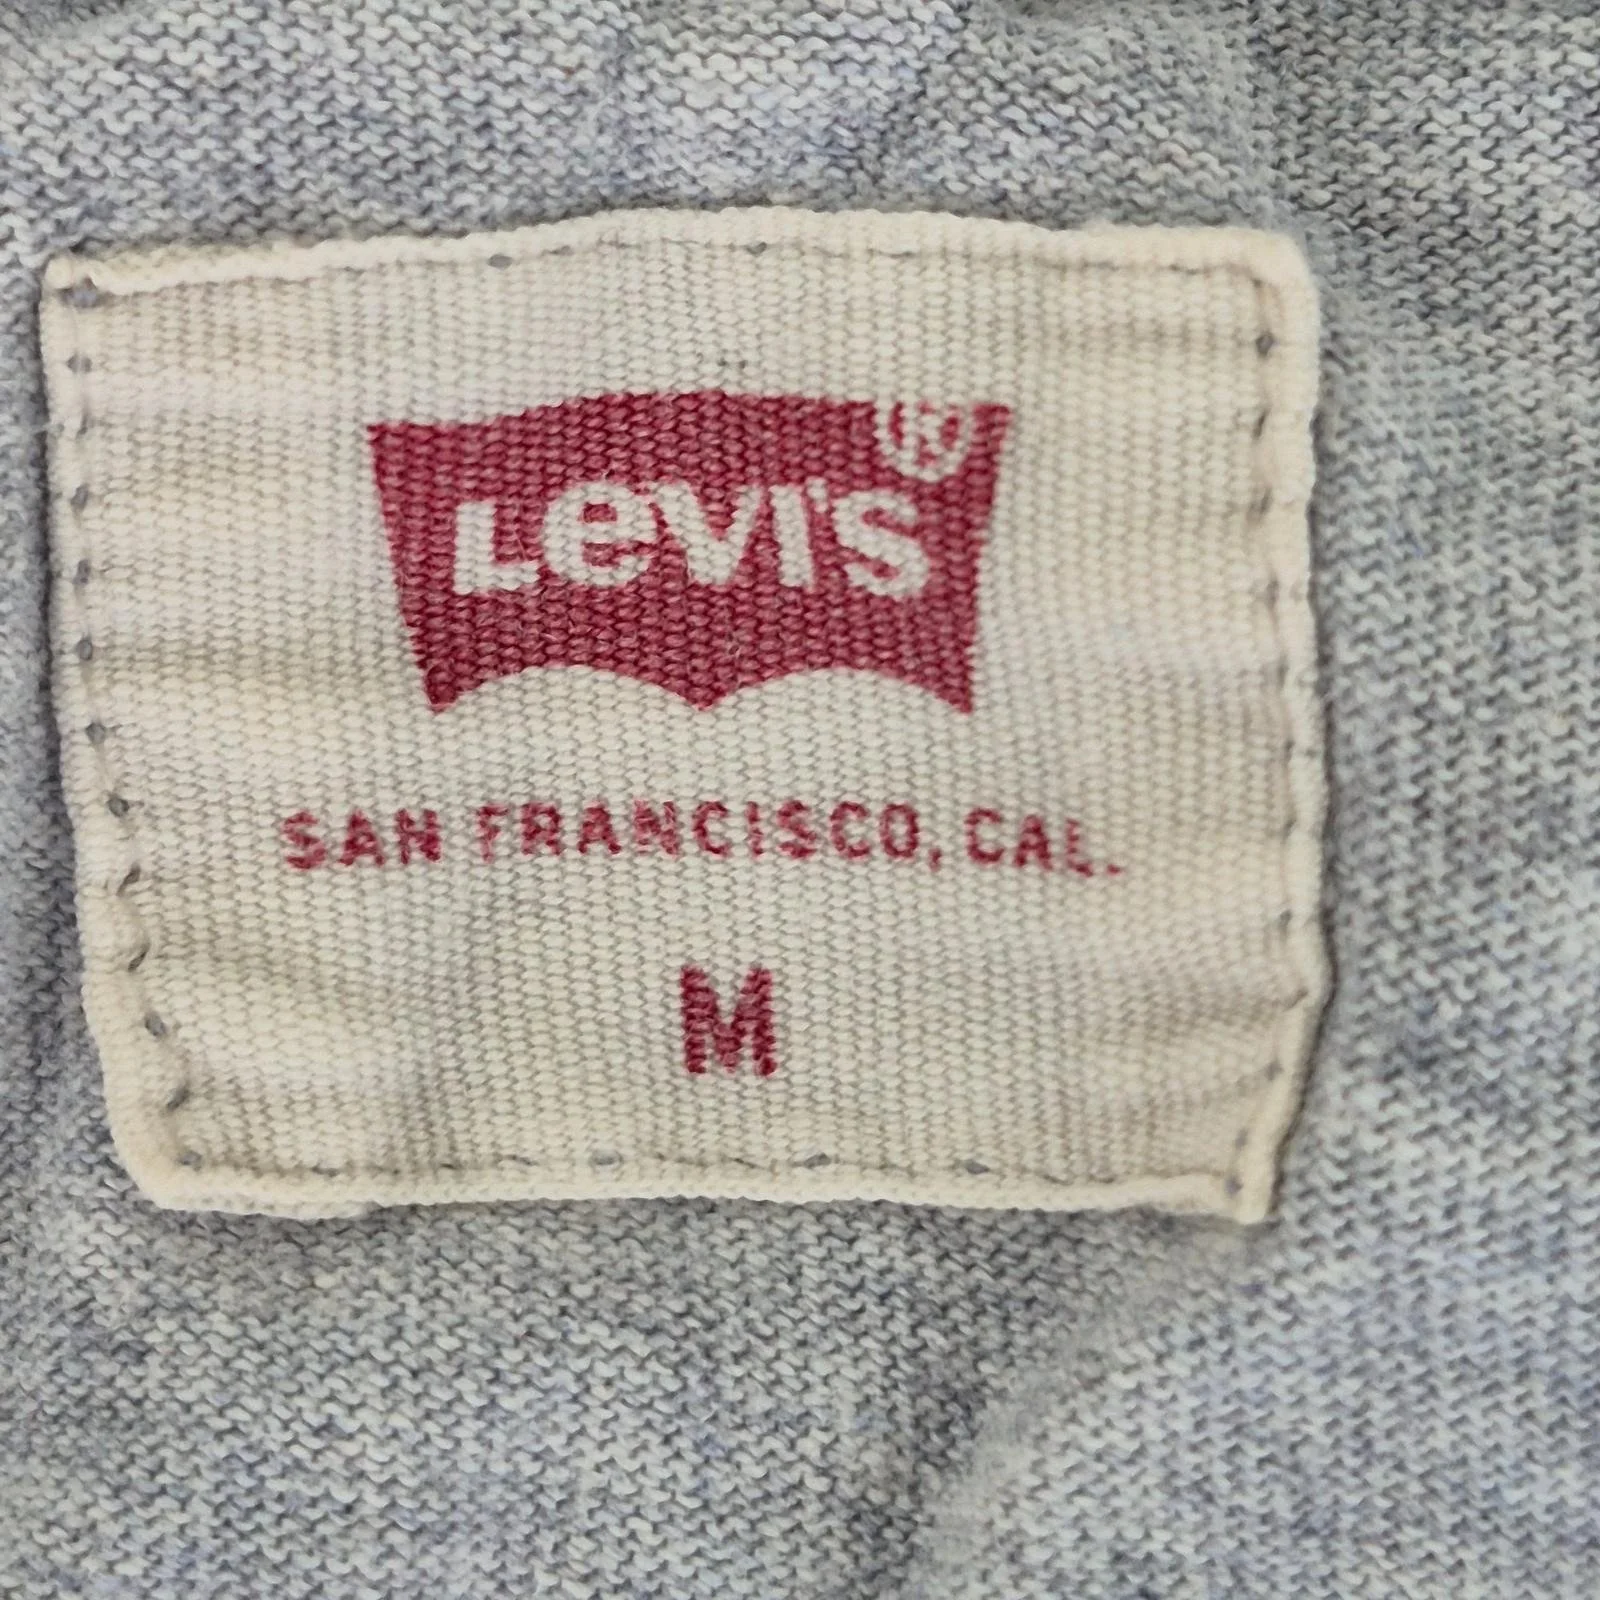 Levi's ®
SAN FRANCISCO, CAL.
M